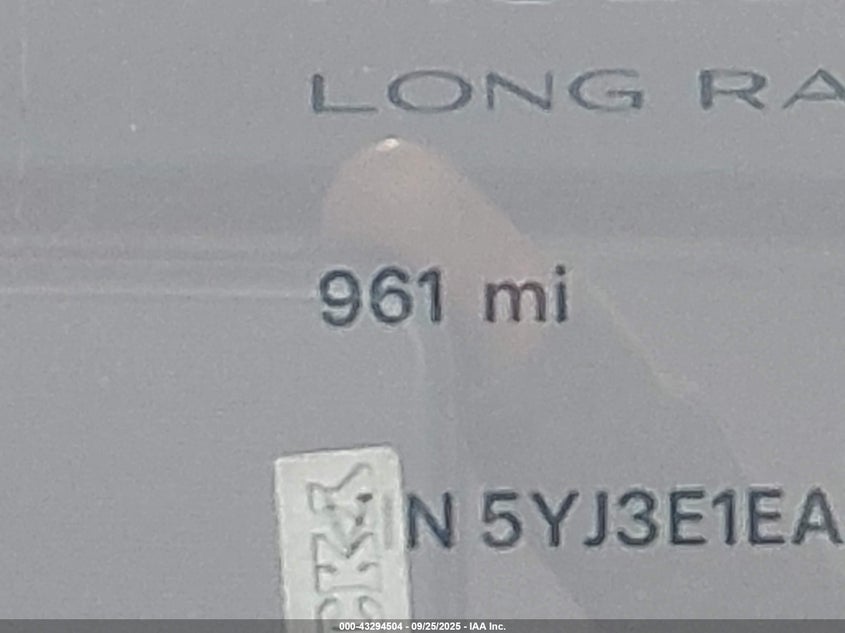 LONG RA
961 mi
N 5YJ3E1EA
000-43294504 - 09/25/2025 - IAA Inc.